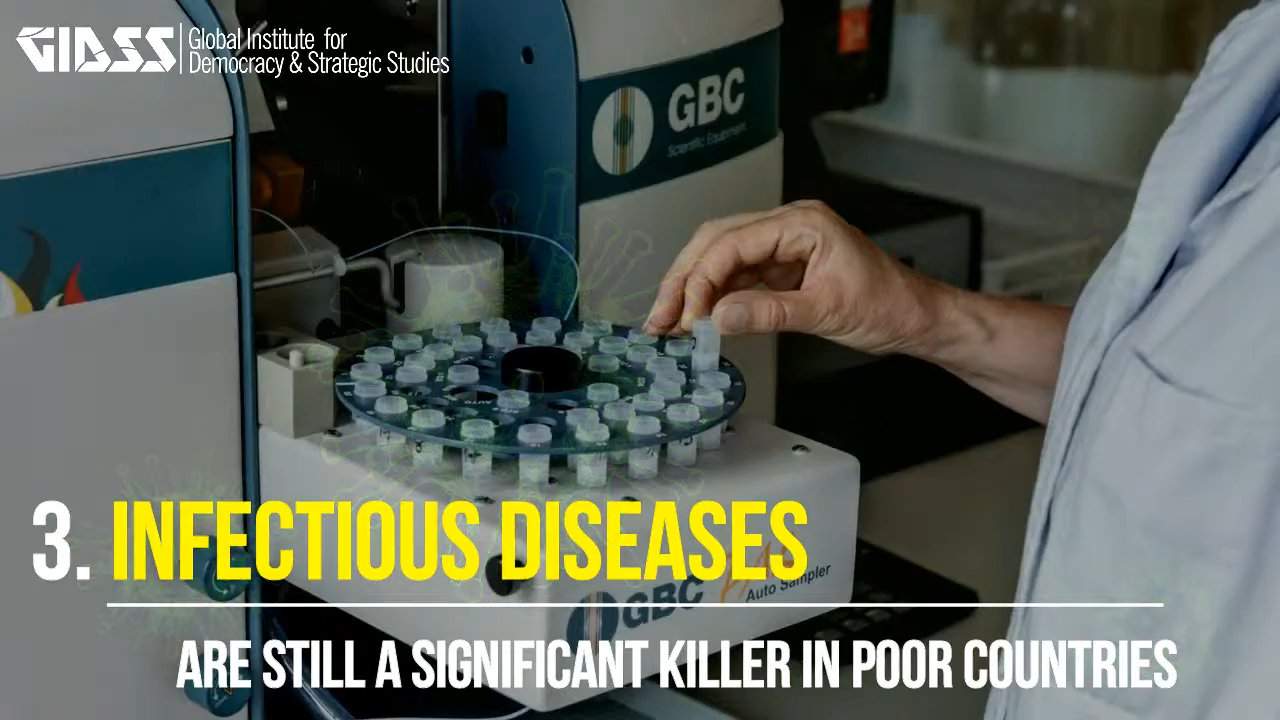 GIDSS
Global Institute for
Democracy & Strategic Studies
GBC
Scientific Equipment
3. INFECTIOUS DISEASES
GBC
Auto Sampler
ARE STILL A SIGNIFICANT KILLER IN POOR COUNTRIES